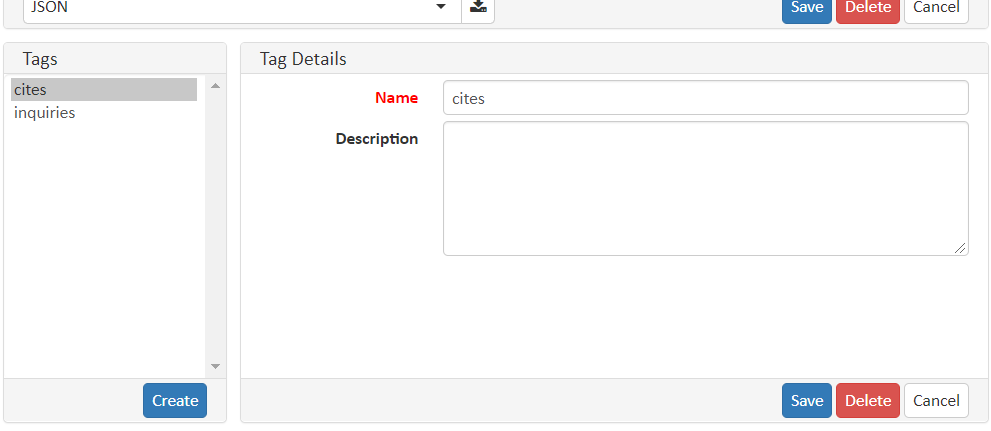 JSON
Save Delete Cancel
Tags
cites
inquiries
Create
Tag Details
Name cites
Description
Save Delete Cancel